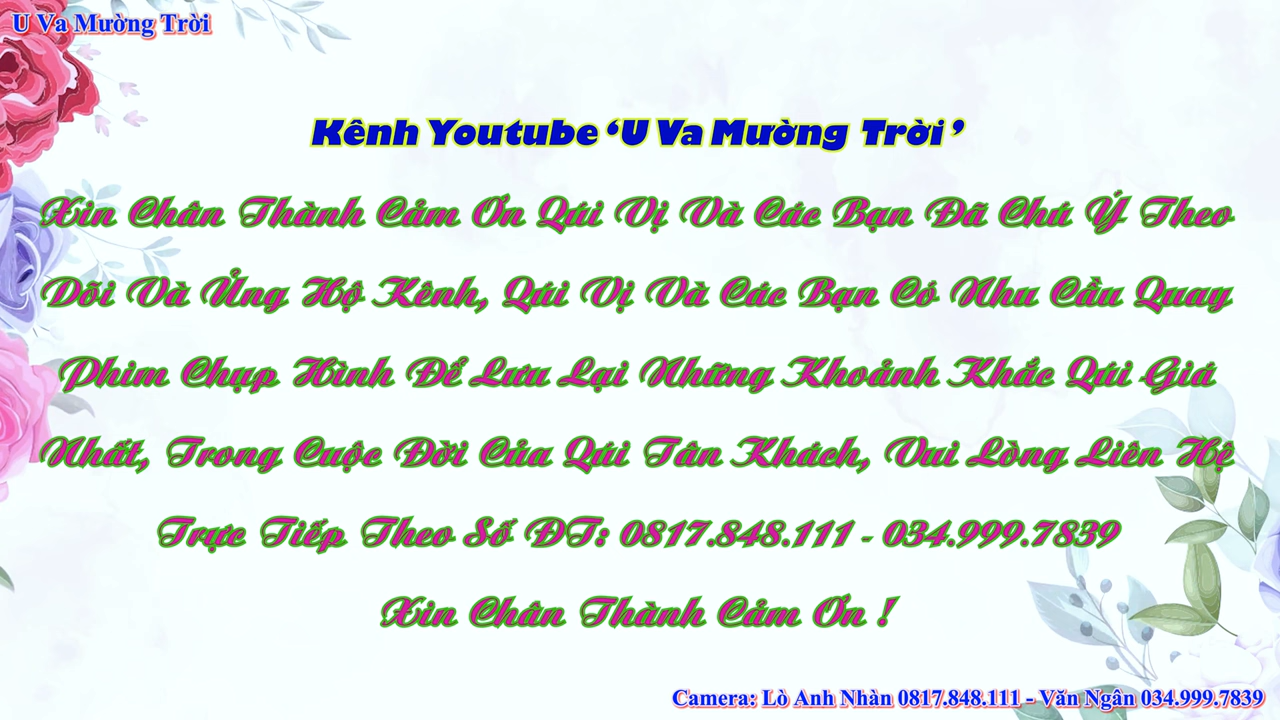 U Va Mường Trời
Kênh Youtube ‘U Va Mường Trời’
Xin Chân Thành Cảm Ơn Qúi Vị Và Các Bạn Đã Chú Ý Theo
Dõi Và Ủng Hộ Kênh, Qúi Vị Và Các Bạn Có Nhu Cầu Quay
Phim Chụp Hình Để Lưu Lại Những Khoảnh Khắc Qúi Giá
Nhất, Trong Cuộc Đời Của Qúi Tân Khách, Vui Lòng Liên Hệ
Trực Tiếp Theo Số ĐT: 0817.848.111 - 034.999.7839
Xin Chân Thành Cảm Ơn !
Camera: Lò Anh Nhàn 0817.848.111 - Văn Ngân 034.999.7839